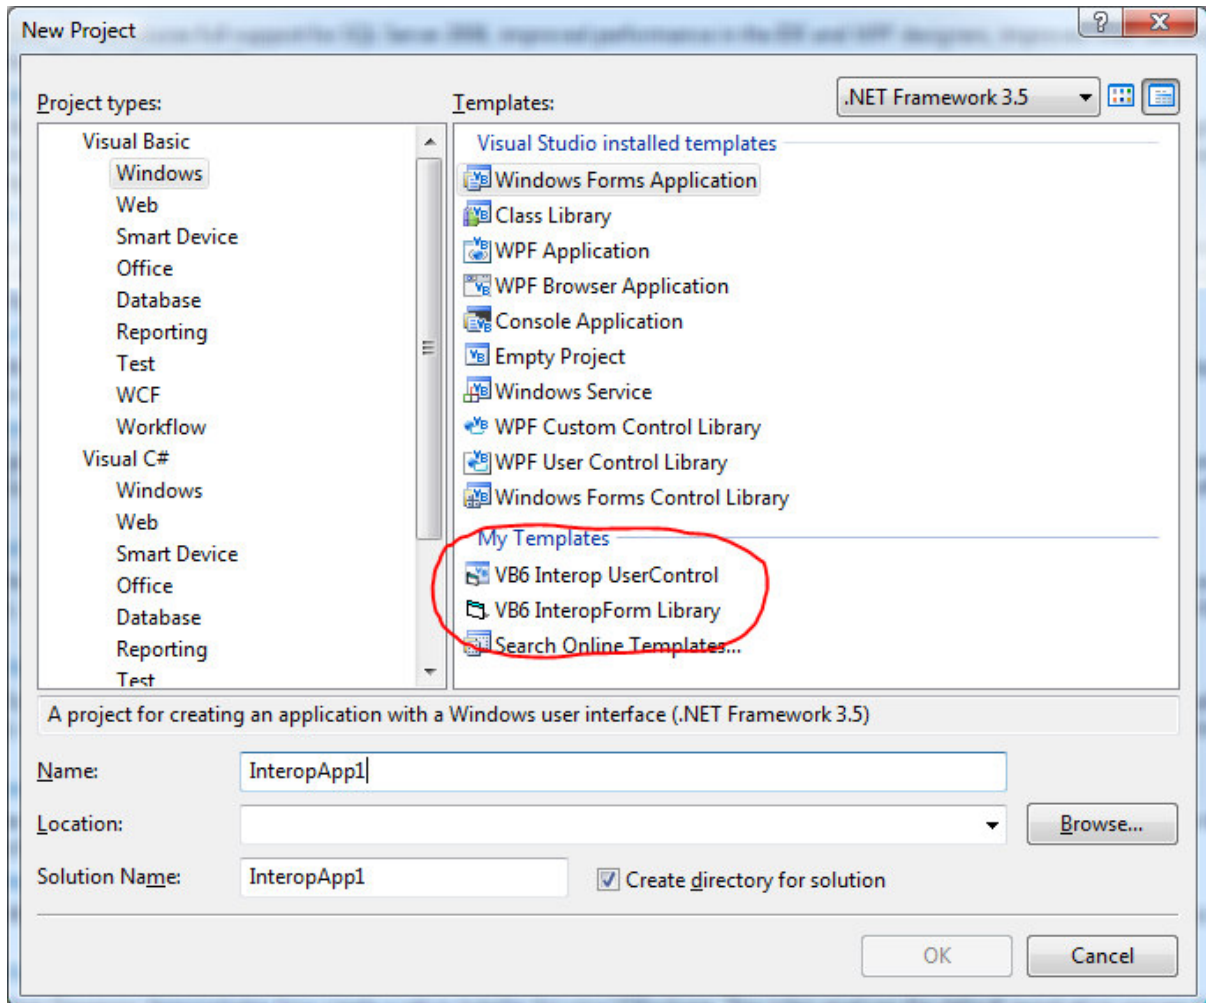 New Project
Project types:
Templates:
.NET Framework 3.5
Visual Basic
Windows
Web
Smart Device
Office
Database
Reporting
Test
WCF
Workflow
Visual C#
Windows
Web
Smart Device
Office
Database
Reporting
Test
Visual Studio installed templates
Windows Forms Application
Class Library
WPF Application
WPF Browser Application
Console Application
Empty Project
Windows Service
WPF Custom Control Library
WPF User Control Library
Windows Forms Control Library
My Templates
VB6 Interop UserControl
VB6 InteropForm Library
Search Online Templates...
A project for creating an application with a Windows user interface (.NET Framework 3.5)
Name:
InteropApp1
Location:
Browse...
Solution Name:
InteropApp1
Create directory for solution
OK
Cancel